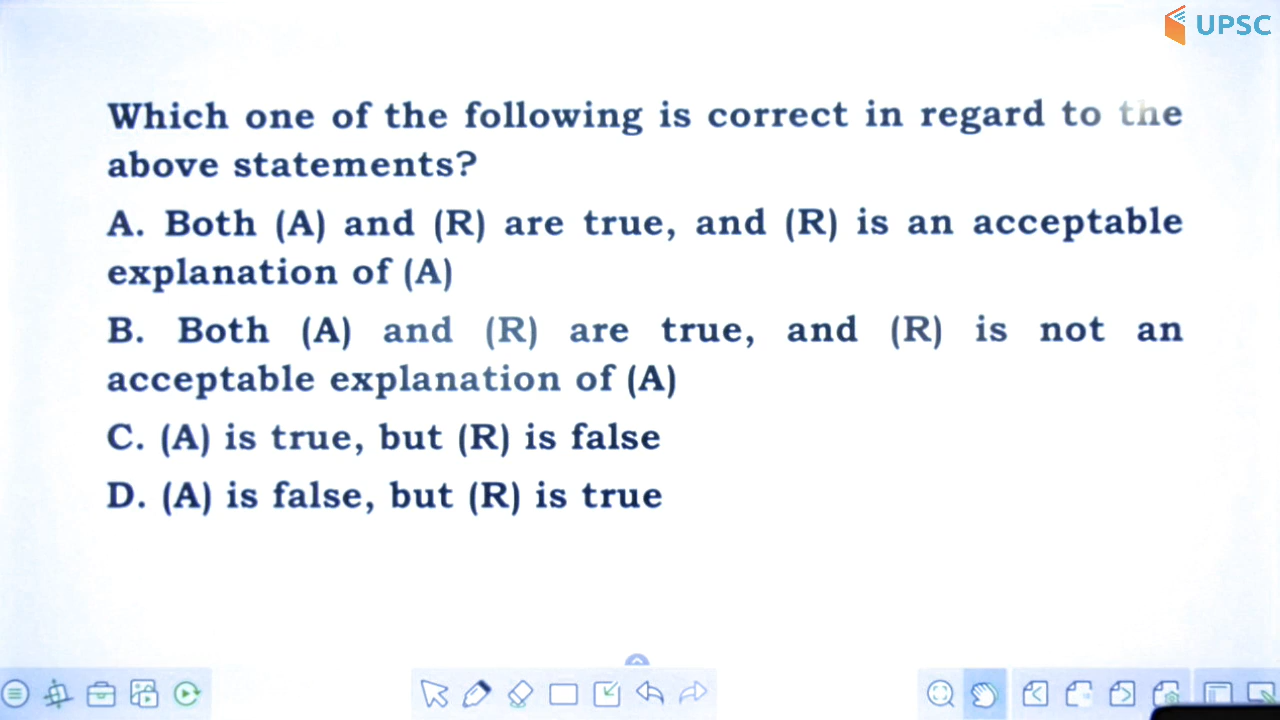 UPSC
Which one of the following is correct in regard to the
above statements?
A. Both (A) and (R) are true, and (R) is an acceptable
explanation of (A)
B. Both (A) and (R) are true, and (R) is not an
acceptable explanation of (A)
C. (A) is true, but (R) is false
D. (A) is false, but (R) is true